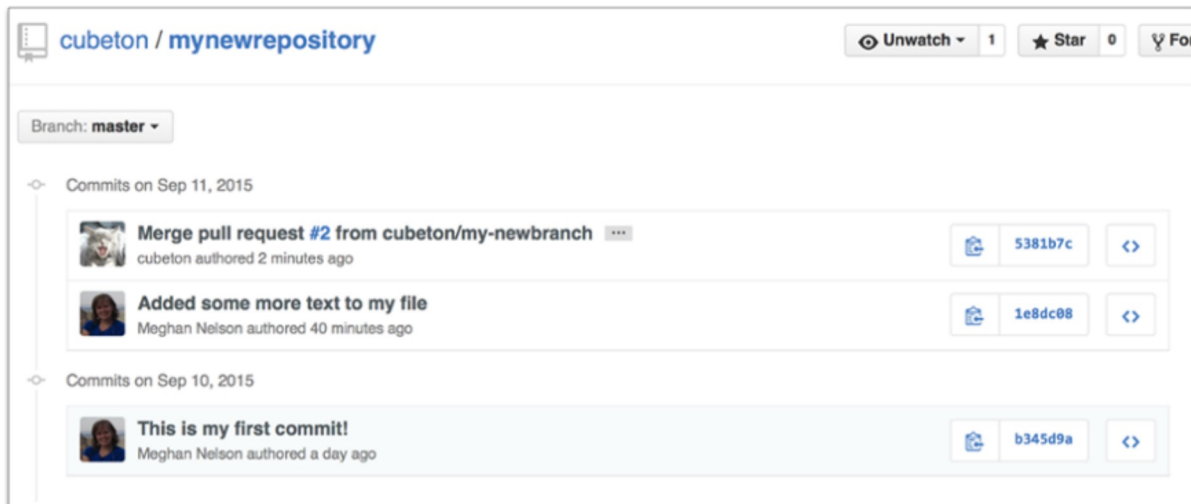 cubeton / mynewrepository
Unwatch 1 Star 0 For
Branch: master
Commits on Sep 11, 2015
Merge pull request #2 from cubeton/my-newbranch ...
cubeton authored 2 minutes ago
5381b7c
Added some more text to my file
Meghan Nelson authored 40 minutes ago
1e8dc08
Commits on Sep 10, 2015
This is my first commit!
Meghan Nelson authored a day ago
b345d9a